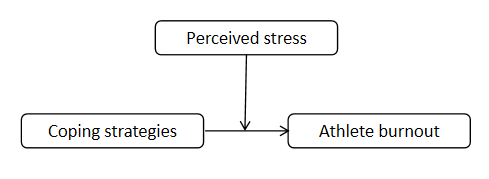 Perceived stress
Coping strategies
Athlete burnout